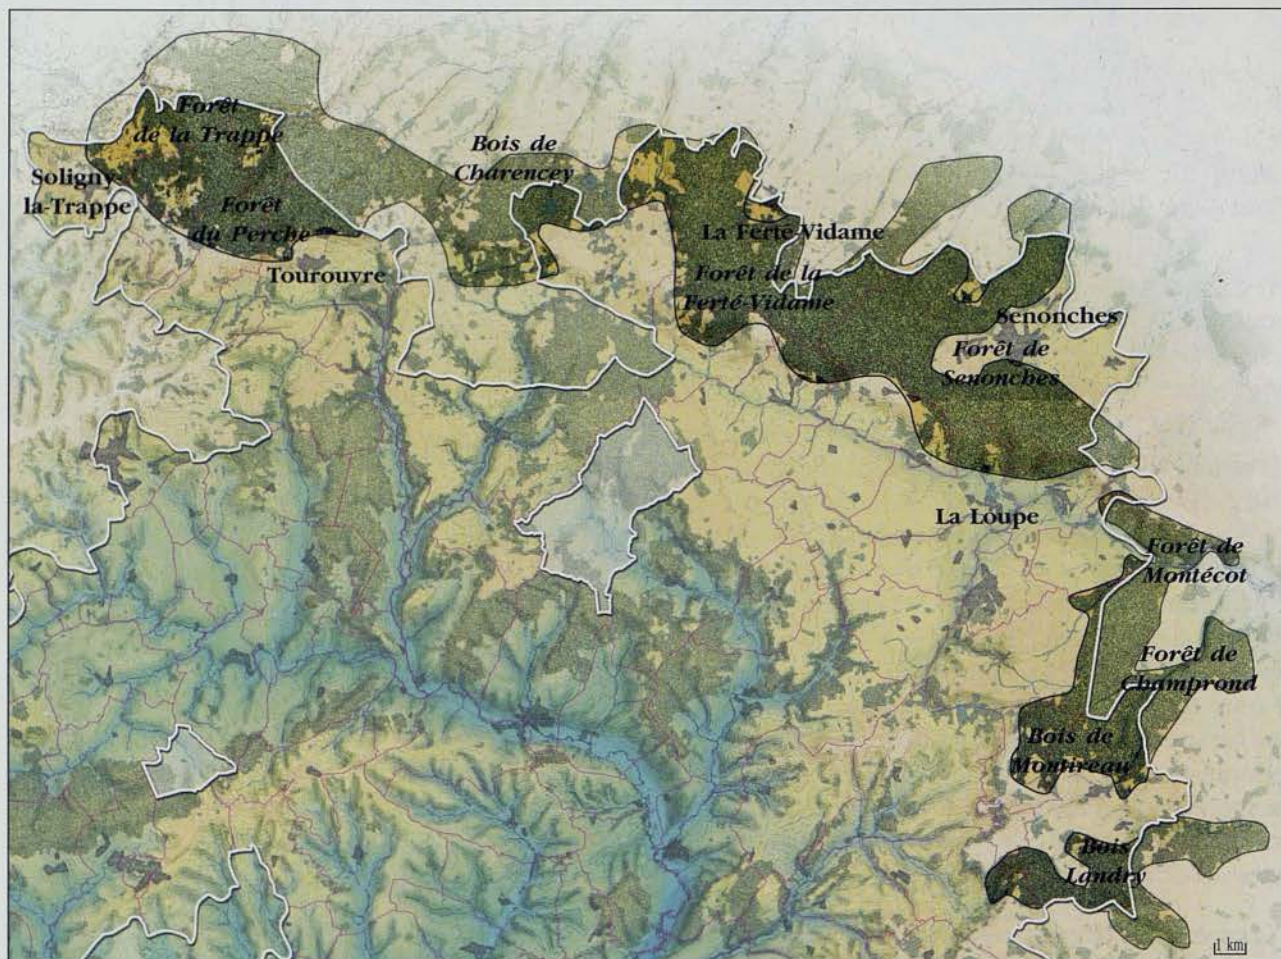 Forêt
de la Trappe
Bois de
Charencey
Soligny-
la-Trappe
Forêt
du Perche
La Ferté-Vidame
Tourouvre
Forêt de la
Ferté-Vidame
Senonches
Forêt de
Senonches
La Loupe
Forêt de
Montécot
Forêt de
Champrond
Bois de
Montireau
Bois
Landry
1 km